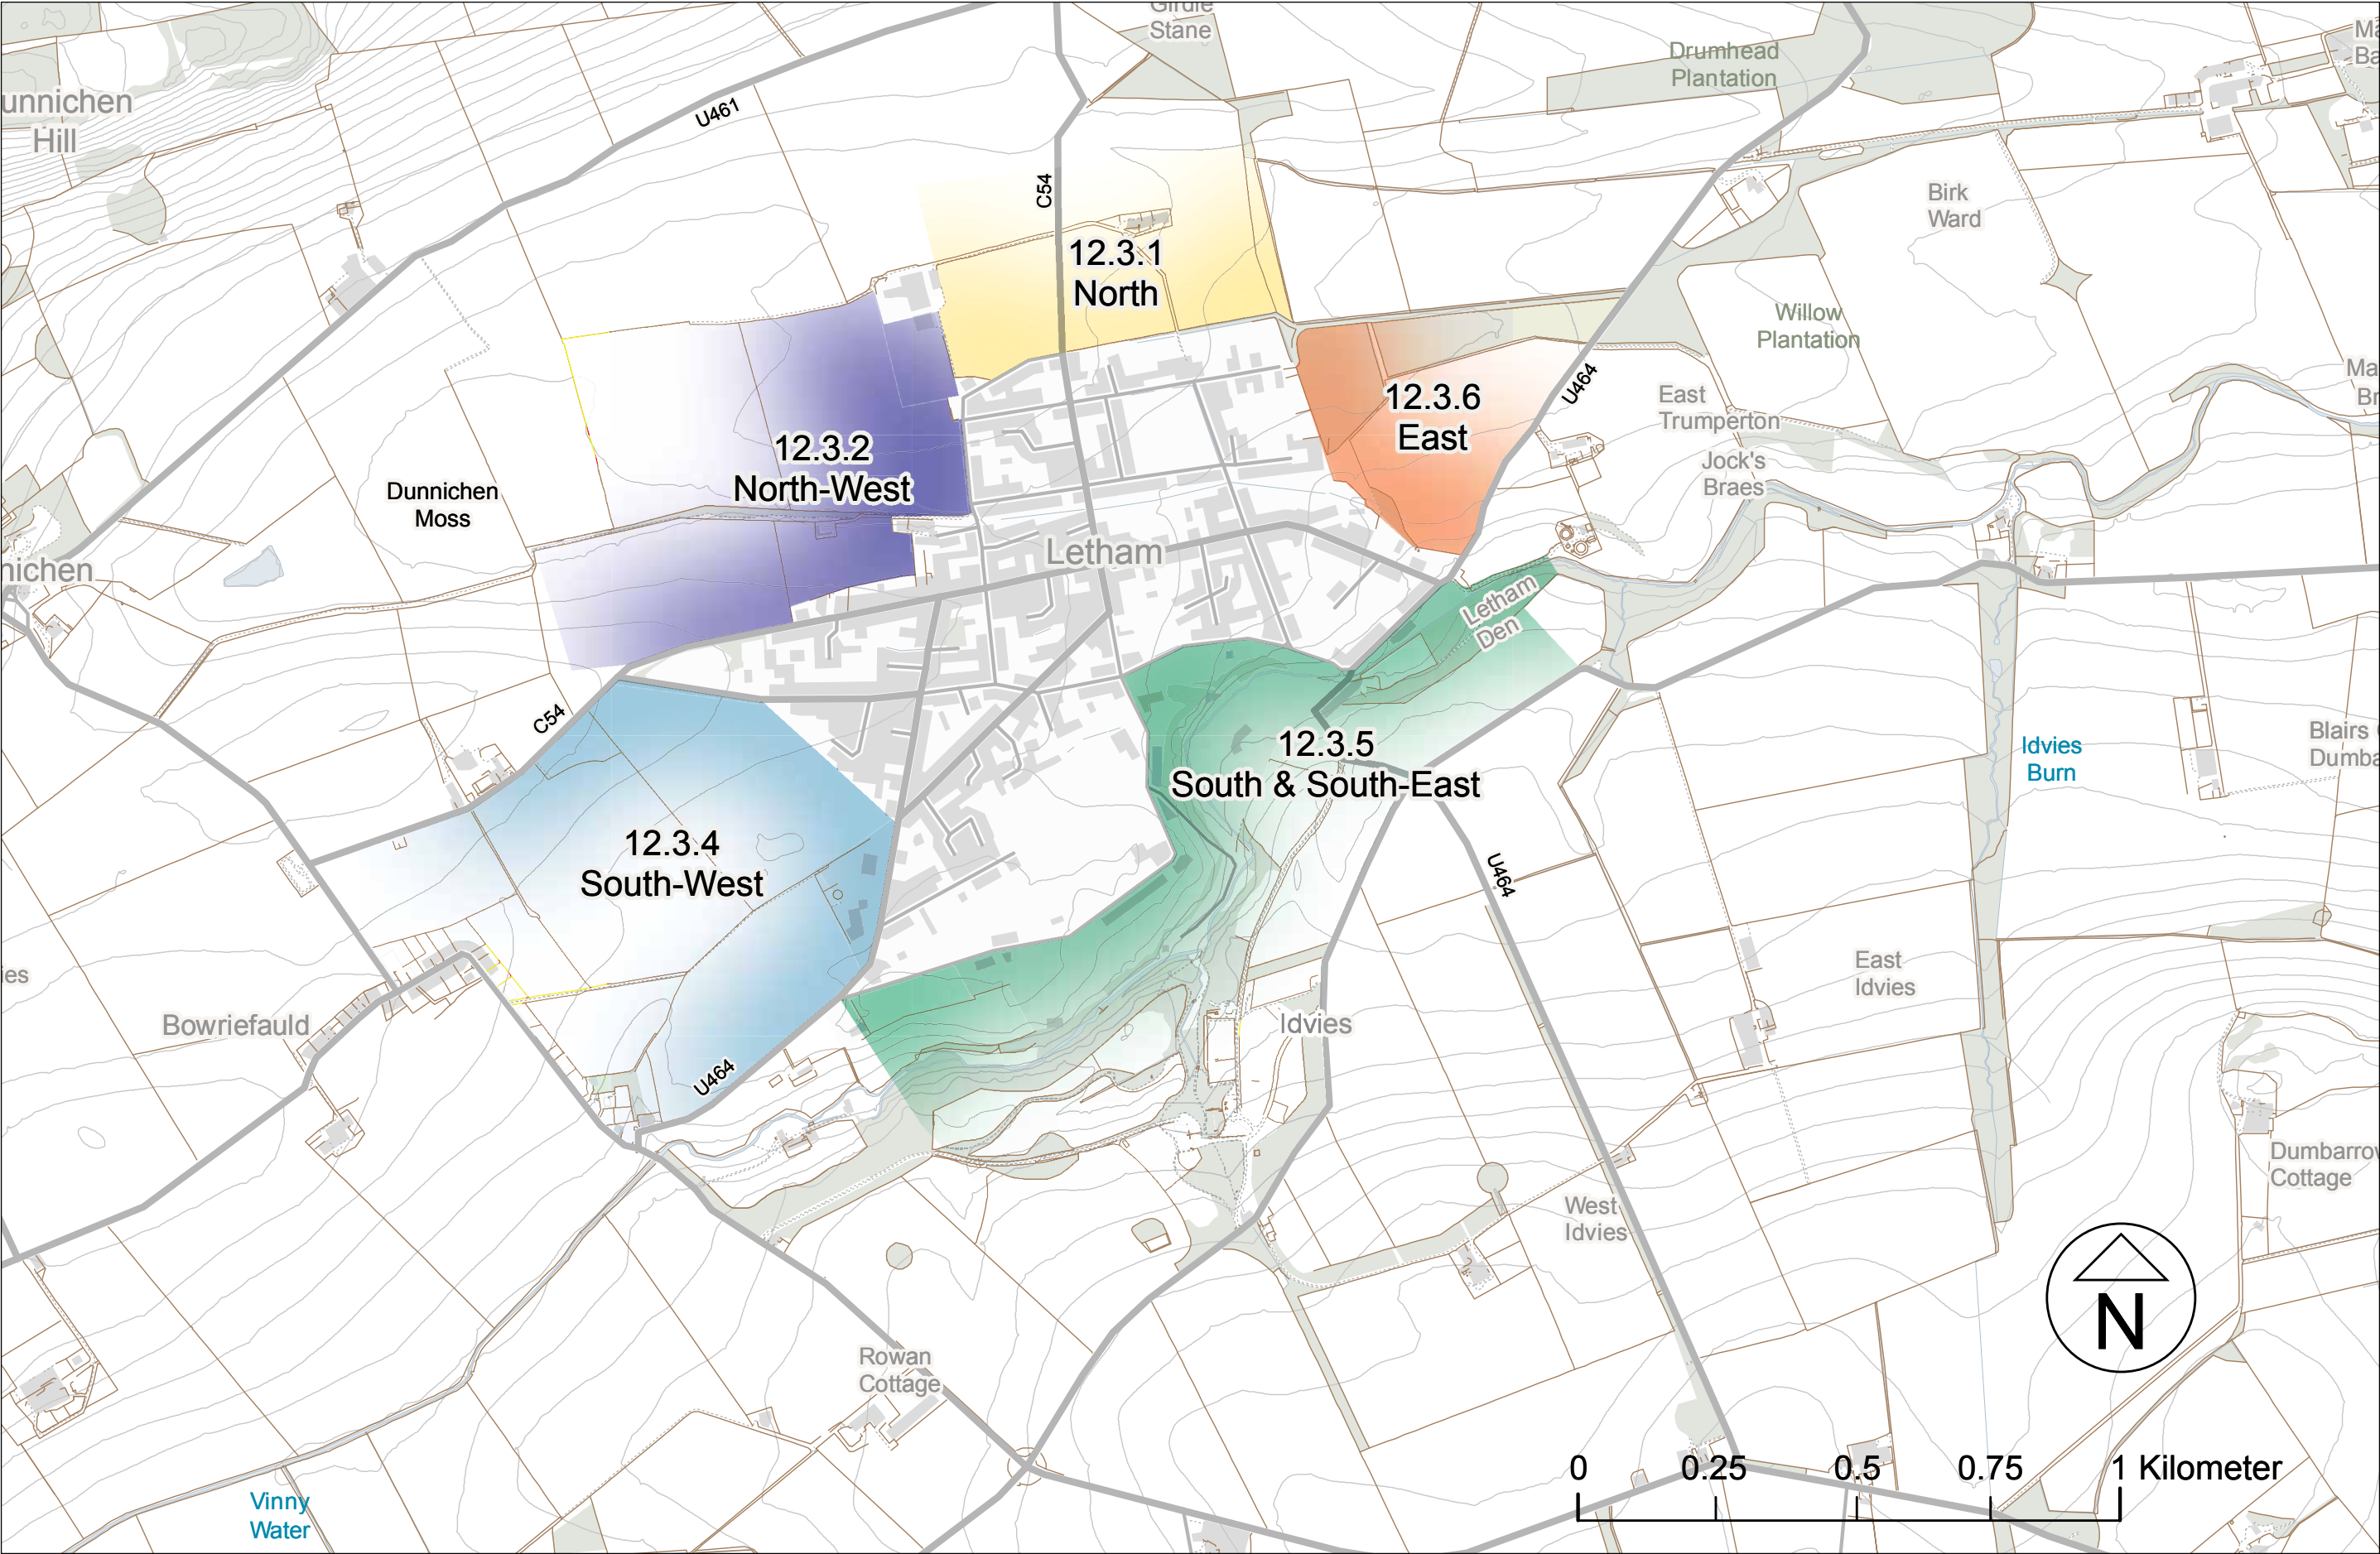 Girdle
Stane
Drumhead
Plantation
unnichen
Hill
U461
C54
Birk
Ward
12.3.1
North
Willow
Plantation
12.3.6
East
U464
East
Trumperton
12.3.2
North-West
Jock's
Braes
Dunnichen
Moss
Letham
nichen
Letham
Den
C54
12.3.5
South & South-East
Idvies
Burn
Blairs
Dumba
12.3.4
South-West
U464
East
Idvies
ies
Bowriefauld
Idvies
U464
Dumbarrow
Cottage
West
Idvies
N
Rowan
Cottage
0 0.25 0.5 0.75 1 Kilometer
Vinny
Water